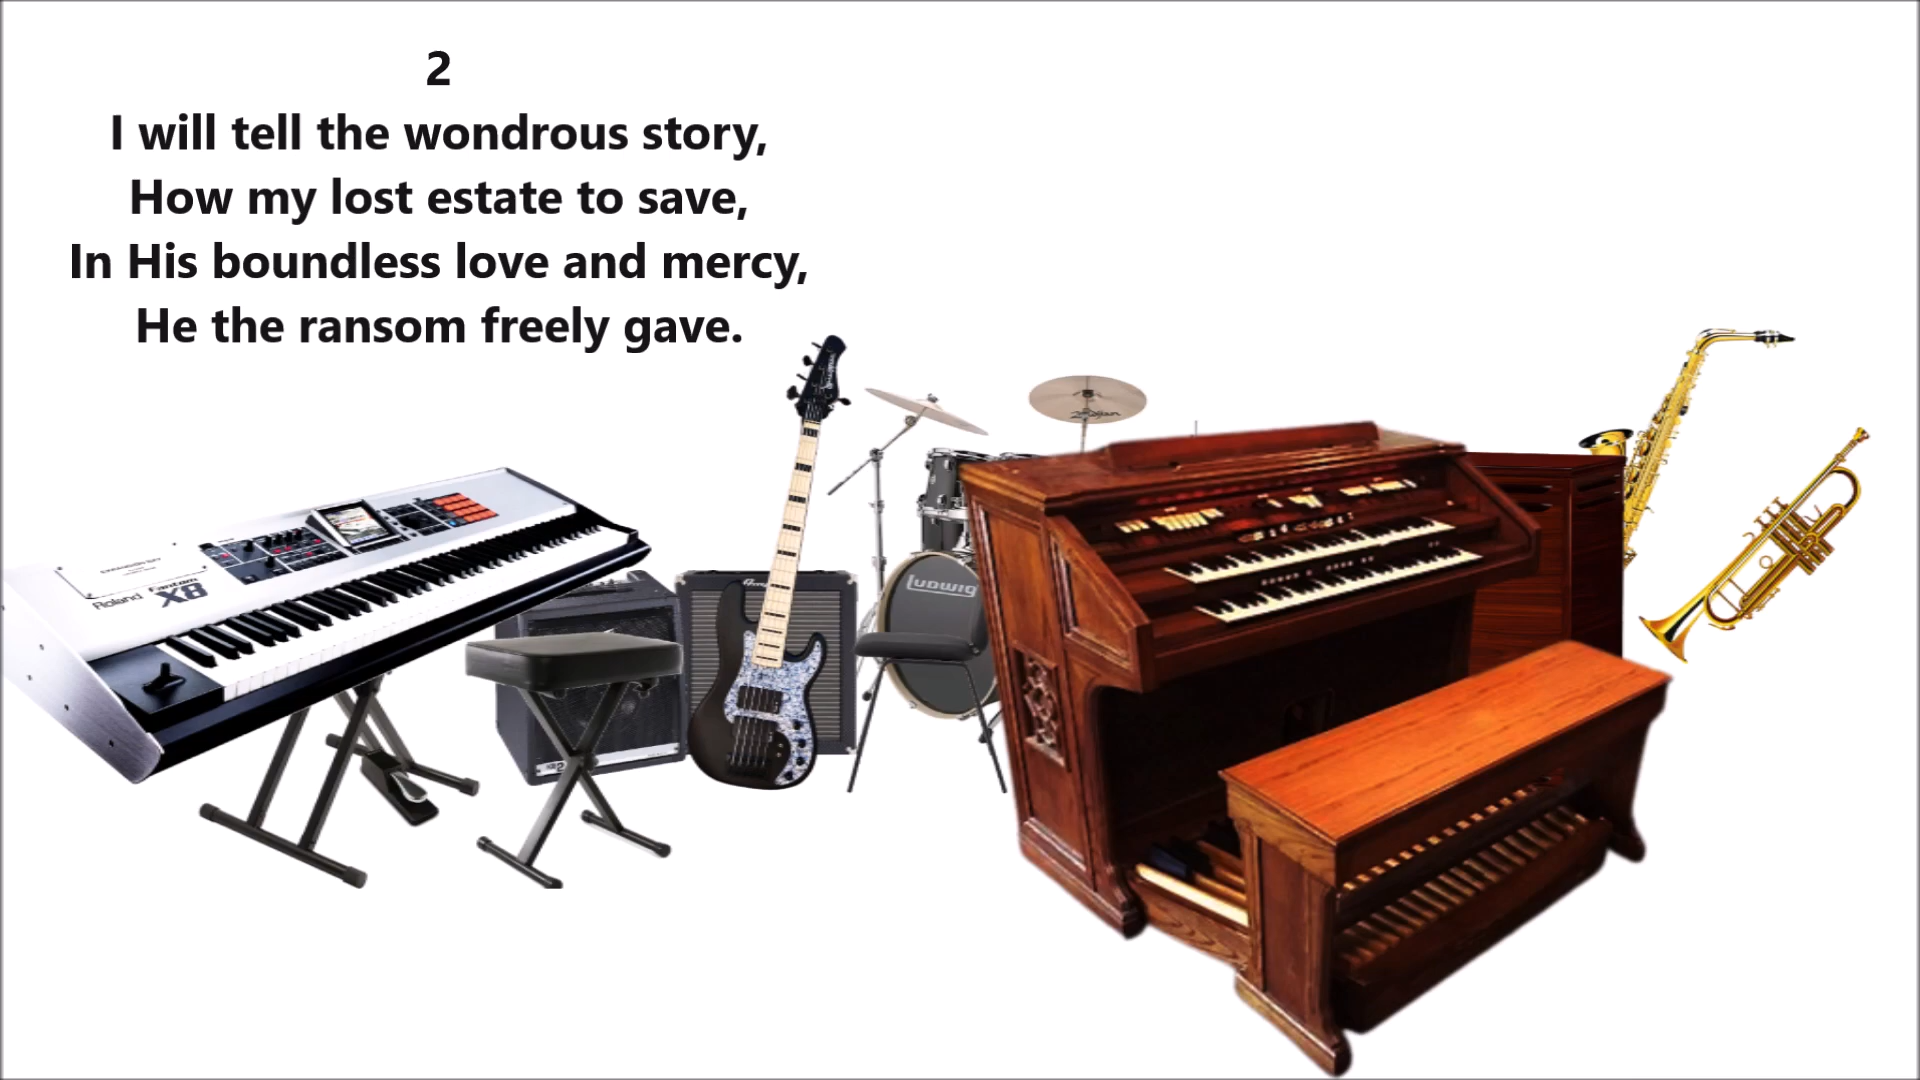 2
I will tell the wondrous story,
How my lost estate to save,
In His boundless love and mercy,
He the ransom freely gave.
Roland Fantom X8
LUDWIG